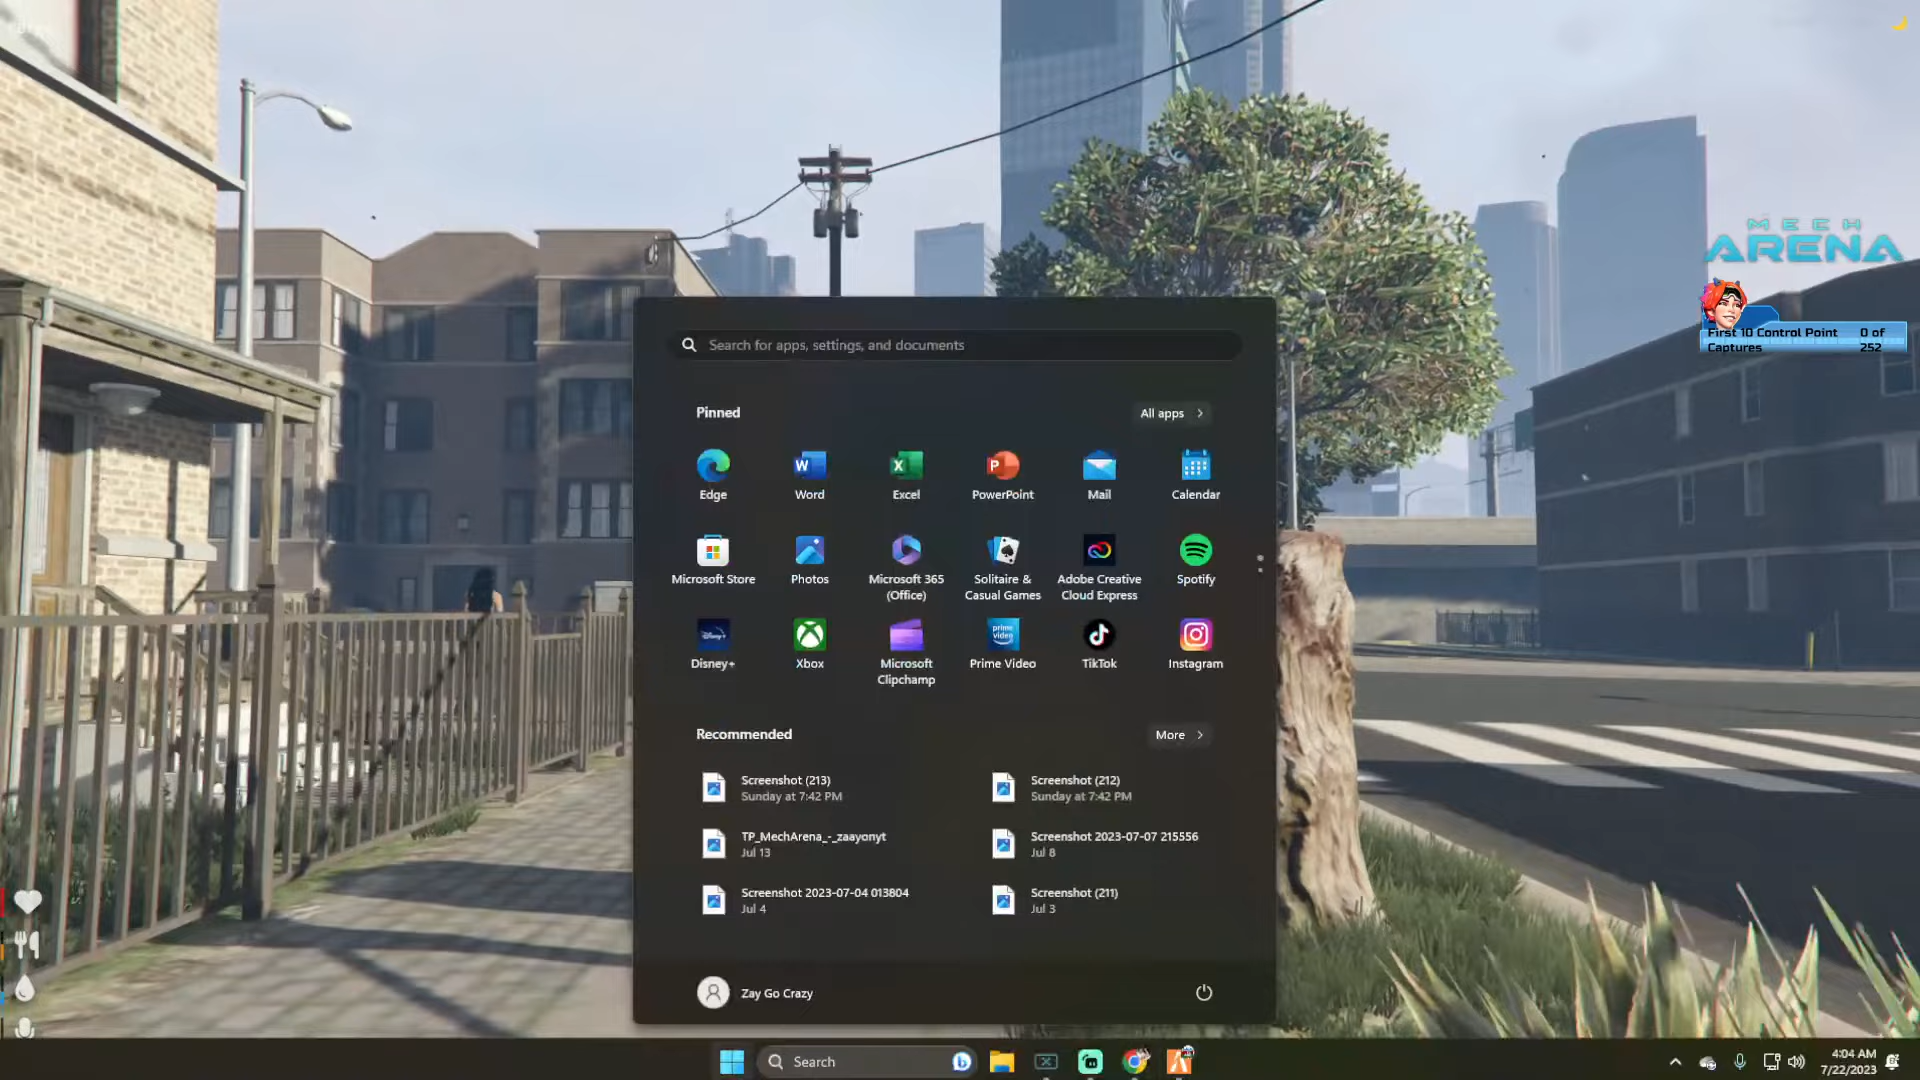 MECH
ARENA
First 10 Control Point 0 of
Captures 252
Search for apps, settings, and documents
Pinned
All apps
Edge
Word
Excel
PowerPoint
Mail
Calendar
Microsoft Store
Photos
Microsoft 365
(Office)
Solitaire &
Casual Games
Adobe Creative
Cloud Express
Spotify
Disney+
Xbox
Microsoft
Clipchamp
Prime Video
TikTok
Instagram
Recommended
More
Screenshot (213)
Sunday at 7:42 PM
Screenshot (212)
Sunday at 7:42 PM
TP_MechArena_-_zaayonyt
Jul 13
Screenshot 2023-07-07 215556
Jul 8
Screenshot 2023-07-04 013804
Jul 4
Screenshot (211)
Jul 3
Zay Go Crazy
Search
4:04 AM
7/22/2023